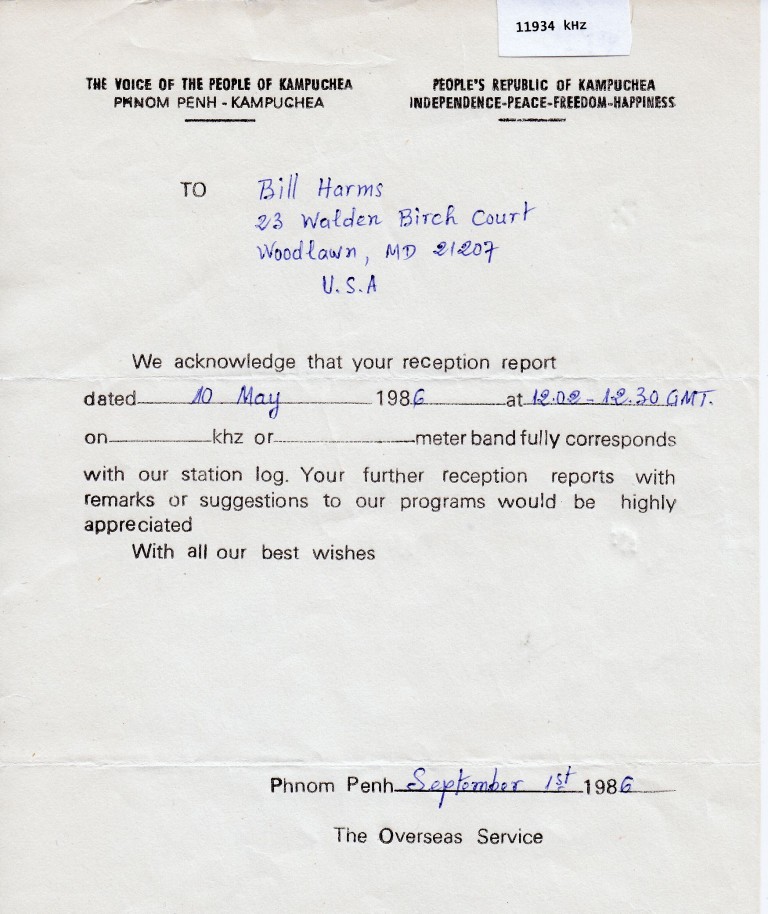 11934 kHz
THE VOICE OF THE PEOPLE OF KAMPUCHEA
PHNOM PENH - KAMPUCHEA
PEOPLE'S REPUBLIC OF KAMPUCHEA
INDEPENDENCE-PEACE-FREEDOM-HAPPINESS
TO Bill Harms
23 Walden Birch Court
Woodlawn, MD 21207
U.S.A
We acknowledge that your reception report
dated 10 May 1986 at 12.02 - 12.30 GMT.
on khz or meter band fully corresponds
with our station log. Your further reception reports with
remarks or suggestions to our programs would be highly
appreciated
With all our best wishes
Phnom Penh September 1st 1986
The Overseas Service